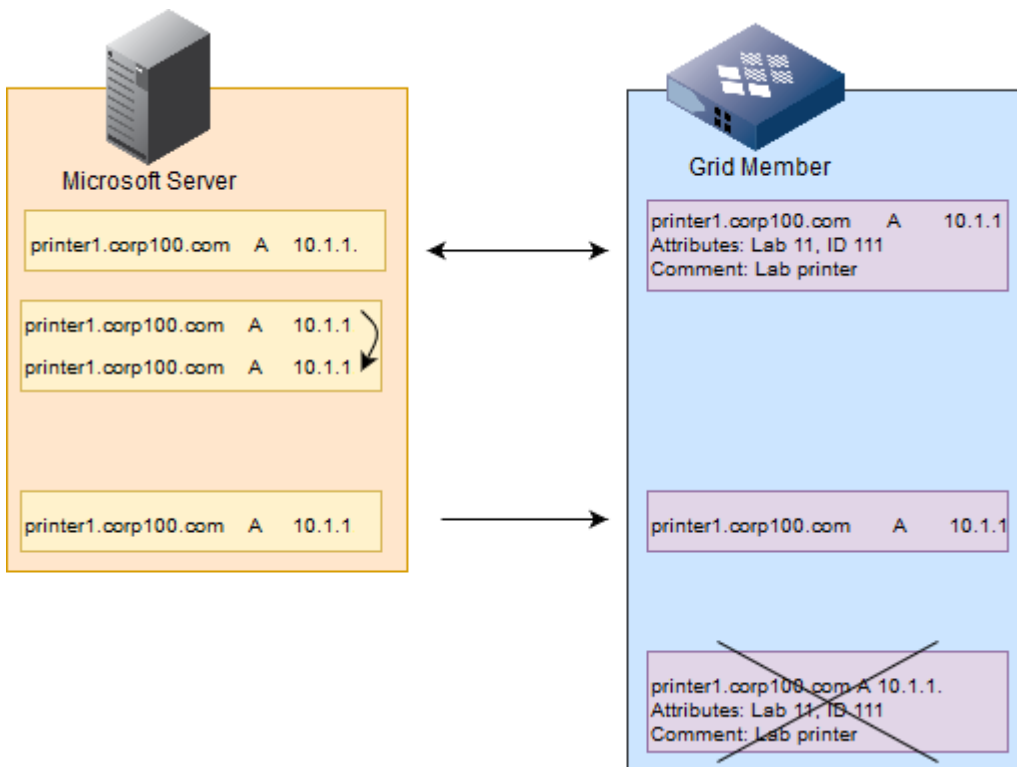 Microsoft Server
printer1.corp100.com A 10.1.1.
printer1.corp100.com A 10.1.1
printer1.corp100.com A 10.1.1
printer1.corp100.com A 10.1.1
Grid Member
printer1.corp100.com A 10.1.1
Attributes: Lab 11, ID 111
Comment: Lab printer
printer1.corp100.com A 10.1.1
printer1.corp100.com A 10.1.1.
Attributes: Lab 11, ID 111
Comment: Lab printer